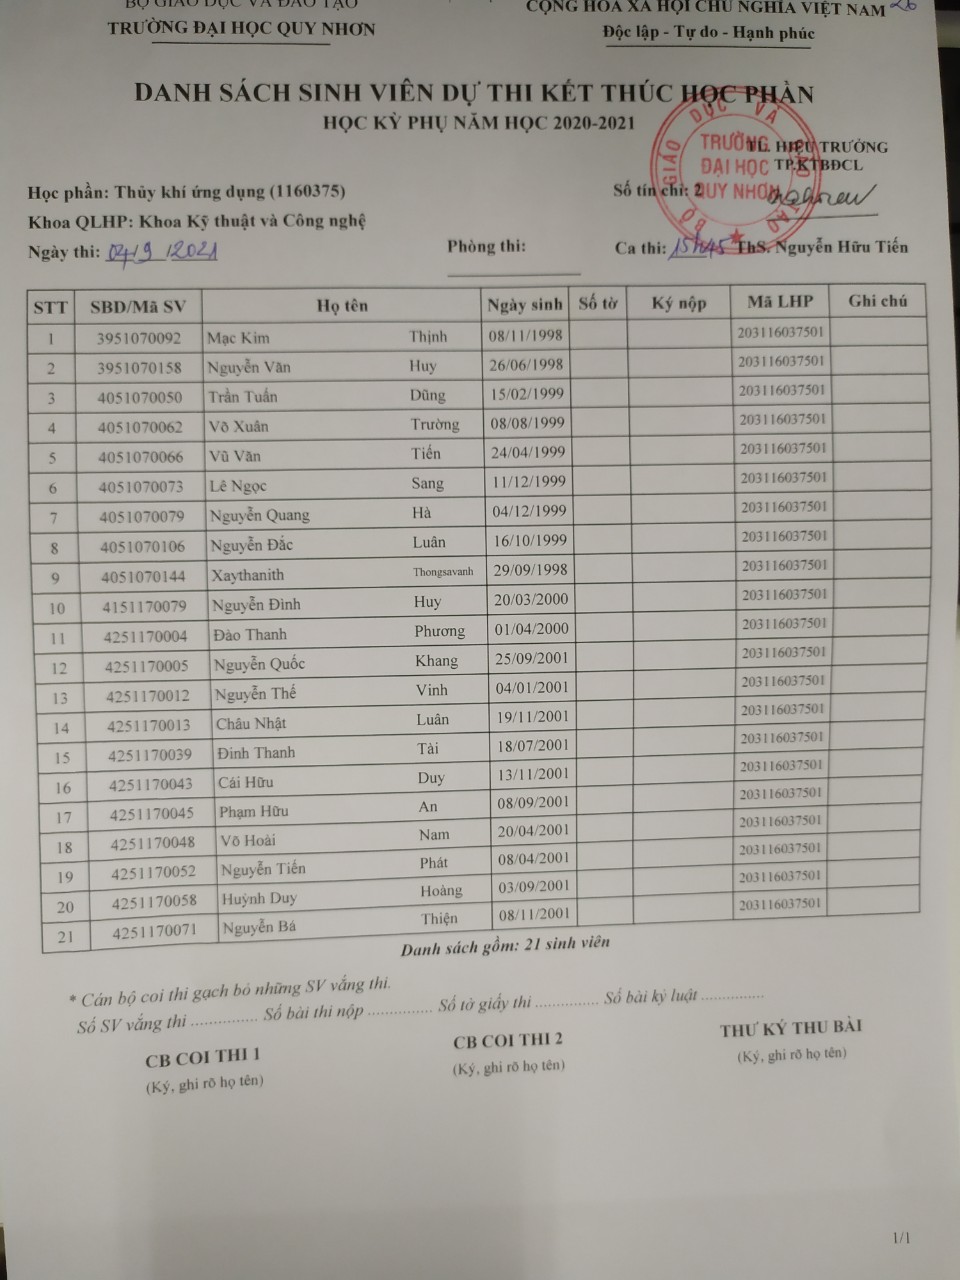 BỘ GIÁO DỤC VÀ ĐÀO TẠO
TRƯỜNG ĐẠI HỌC QUY NHƠN
CỘNG HÒA XÃ HỘI CHỦ NGHĨA VIỆT NAM 26
Độc lập - Tự do - Hạnh phúc
DANH SÁCH SINH VIÊN DỰ THI KẾT THÚC HỌC PHẦN
HỌC KỲ PHỤ NĂM HỌC 2020-2021
TL. HIỆU TRƯỞNG
TP.KTBĐCL
BỘ GIÁO DỤC VÀ ĐÀO TẠO
TRƯỜNG
ĐẠI HỌC
QUY NHƠN
Học phần: Thủy khí ứng dụng (1160375)
Số tín chỉ: 2
Khoa QLHP: Khoa Kỹ thuật và Công nghệ
Ngày thi: 04/9/2021 Phòng thi: Ca thi: 15h45 ThS. Nguyễn Hữu Tiến
STT SBD/Mã SV Họ tên Ngày sinh Số tờ Ký nộp Mã LHP Ghi chú
1 3951070092 Mạc Kim Thịnh 08/11/1998 203116037501
2 3951070158 Nguyễn Văn Huy 26/06/1998 203116037501
3 4051070050 Trần Tuấn Dũng 15/02/1999 203116037501
4 4051070062 Võ Xuân Trường 08/08/1999 203116037501
5 4051070066 Vũ Văn Tiến 24/04/1999 203116037501
6 4051070073 Lê Ngọc Sang 11/12/1999 203116037501
7 4051070079 Nguyễn Quang Hà 04/12/1999 203116037501
8 4051070106 Nguyễn Đắc Luân 16/10/1999 203116037501
9 4051070144 Xaythanith Thongsavanh 29/09/1998 203116037501
10 4151170079 Nguyễn Đình Huy 20/03/2000 203116037501
11 4251170004 Đào Thanh Phương 01/04/2000 203116037501
12 4251170005 Nguyễn Quốc Khang 25/09/2001 203116037501
13 4251170012 Nguyễn Thế Vinh 04/01/2001 203116037501
14 4251170013 Châu Nhật Luân 19/11/2001 203116037501
15 4251170039 Đinh Thanh Tài 18/07/2001 203116037501
16 4251170043 Cái Hữu Duy 13/11/2001 203116037501
17 4251170045 Phạm Hữu An 08/09/2001 203116037501
18 4251170048 Võ Hoài Nam 20/04/2001 203116037501
19 4251170052 Nguyễn Tiến Phát 08/04/2001 203116037501
20 4251170058 Huỳnh Duy Hoàng 03/09/2001 203116037501
21 4251170071 Nguyễn Bá Thiện 08/11/2001 203116037501
Danh sách gồm: 21 sinh viên
* Cán bộ coi thi gạch bỏ những SV vắng thi.
Số SV vắng thi .............. Số bài thi nộp .............. Số tờ giấy thi .............. Số bài kỷ luật ..............
CB COI THI 1 CB COI THI 2 THƯ KÝ THU BÀI
(Ký, ghi rõ họ tên) (Ký, ghi rõ họ tên) (Ký, ghi rõ họ tên)
1/1